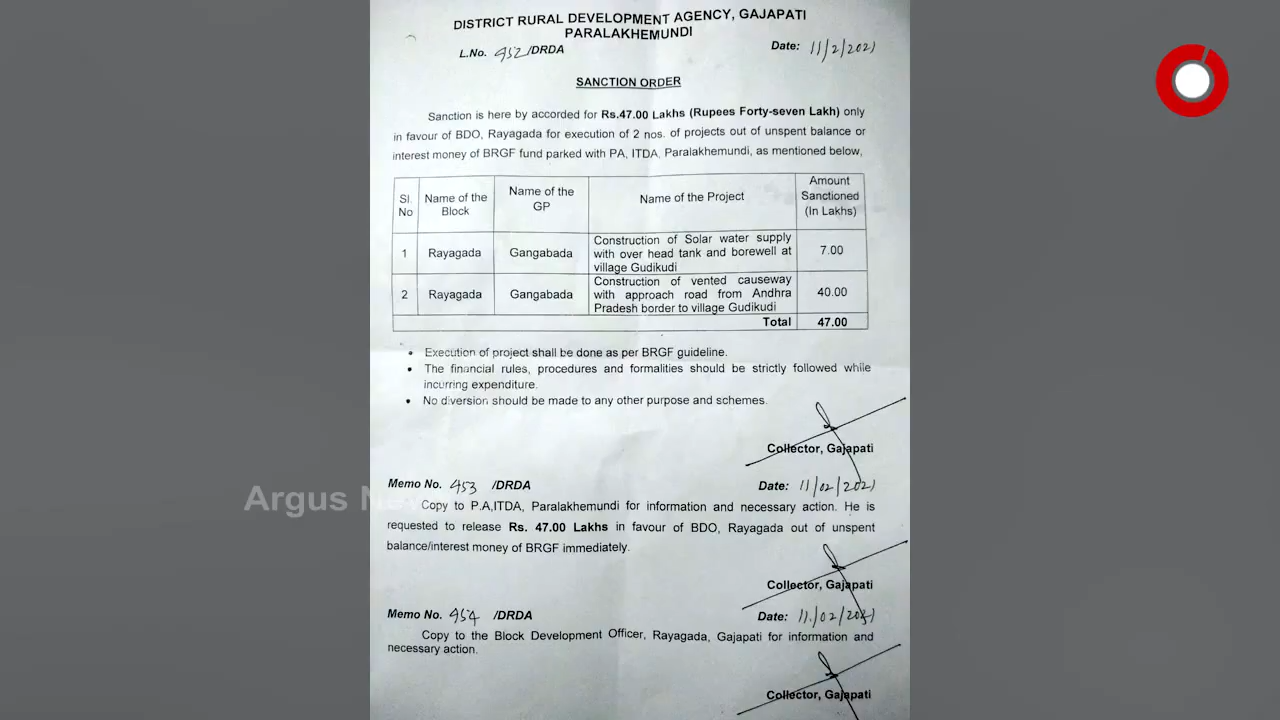 DISTRICT RURAL DEVELOPMENT AGENCY, GAJAPATI
PARALAKHEMUNDI
L.No. 952/DRDA Date: 11/2/2021
SANCTION ORDER
Sanction is here by accorded for Rs.47.00 Lakhs (Rupees Forty-seven Lakh) only
in favour of BDO, Rayagada for execution of 2 nos. of projects out of unspent balance or
interest money of BRGF fund parked with PA, ITDA, Paralakhemundi, as mentioned below,
Sl. No Name of the Block Name of the GP Name of the Project Amount Sanctioned (In Lakhs)
1 Rayagada Gangabada Construction of Solar water supply with over head tank and borewell at village Gudikudi 7.00
2 Rayagada Gangabada Construction of vented causeway with approach road from Andhra Pradesh border to village Gudikudi 40.00
Total 47.00
• Execution of project shall be done as per BRGF guideline.
• The financial rules, procedures and formalities should be strictly followed while
incurring expenditure.
• No diversion should be made to any other purpose and schemes.
Collector, Gajapati
Memo No. 953 /DRDA Date: 11/02/2021
Argus News
Copy to P.A,ITDA, Paralakhemundi for information and necessary action. He is
requested to release Rs. 47.00 Lakhs in favour of BDO, Rayagada out of unspent
balance/interest money of BRGF immediately.
Collector, Gajapati
Memo No. 954 /DRDA Date: 11/02/2021
Copy to the Block Development Officer, Rayagada, Gajapati for information and
necessary action.
Collector, Gajapati